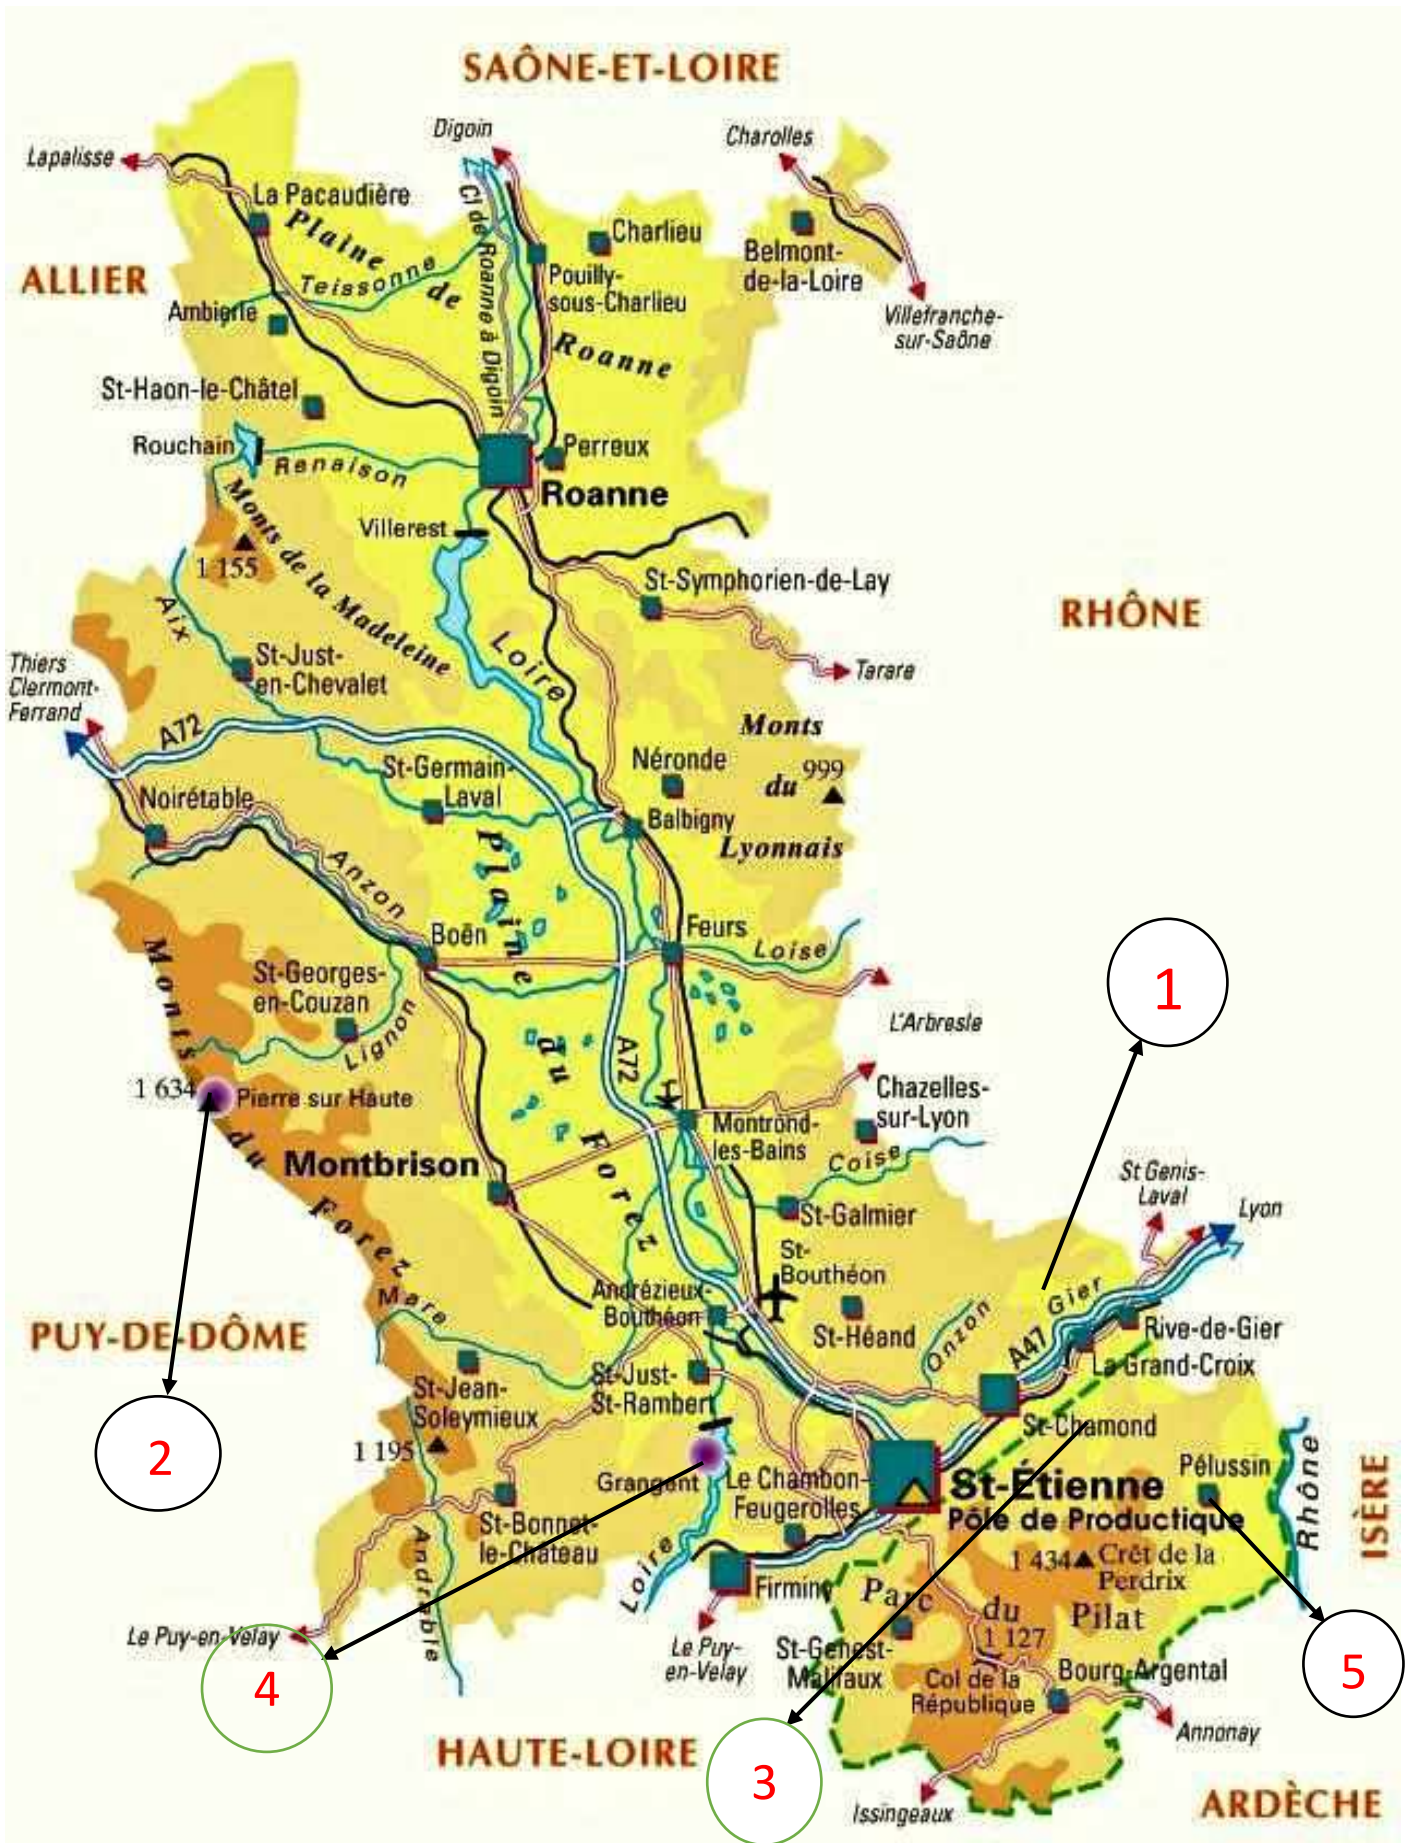 SAÔNE-ET-LOIRE
Digoin
Charolles
Lapalisse
La Pacaudière
Plaine
de
Roanne
Cl de Roanne à Digoin
Charlieu
Belmont-
de-la-Loire
ALLIER
Teissonne
Pouilly-
sous-Charlieu
Ambierle
Villefranche-
sur-Saône
St-Haon-le-Châtel
Rouchain
Renaison
Perreux
Roanne
Monts de la Madeleine
Villerest
1 155
St-Symphorien-de-Lay
RHÔNE
Aix
Loire
Thiers
Clermont-
Ferrand
St-Just-
en-Chevalet
Tarare
A72
Monts
du
Lyonnais
999
St-Germain-
Laval
Néronde
Noirétable
Balbigny
Plaine
du
Forez
Anzon
Boën
Feurs
Loise
Monts
du
Forez
St-Georges-
en-Couzan
Lignon
1
L'Arbresle
A72
1 634
Pierre sur Haute
Chazelles-
sur-Lyon
Montrond-
les-Bains
Coise
Montbrison
St Genis-
Laval
Lyon
St-Galmier
St-
Bouthéon
Andrézieux-
Bouthéon
Mare
Gier
PUY-DE-DÔME
St-Héand
Onzon
A47
Rive-de-Gier
La Grand-Croix
St-Jean-
Soleymieux
St-Just-
St-Rambert
St-Chamond
2
1 195
Grangent
Le Chambon-
Feugerolles
St-Étienne
Pôle de Productique
Pélussin
Rhône
ISÈRE
St-Bonnet-
le-Château
Andrable
Loire
Firminy
1 434
Crêt de la
Perdrix
Parc
du
Pilat
1 127
Le Puy-en-Velay
Le Puy-
en-Velay
St-Genest-
Malifaux
Col de la
République
Bourg-Argental
5
4
Annonay
HAUTE-LOIRE
3
Issingeaux
ARDÈCHE